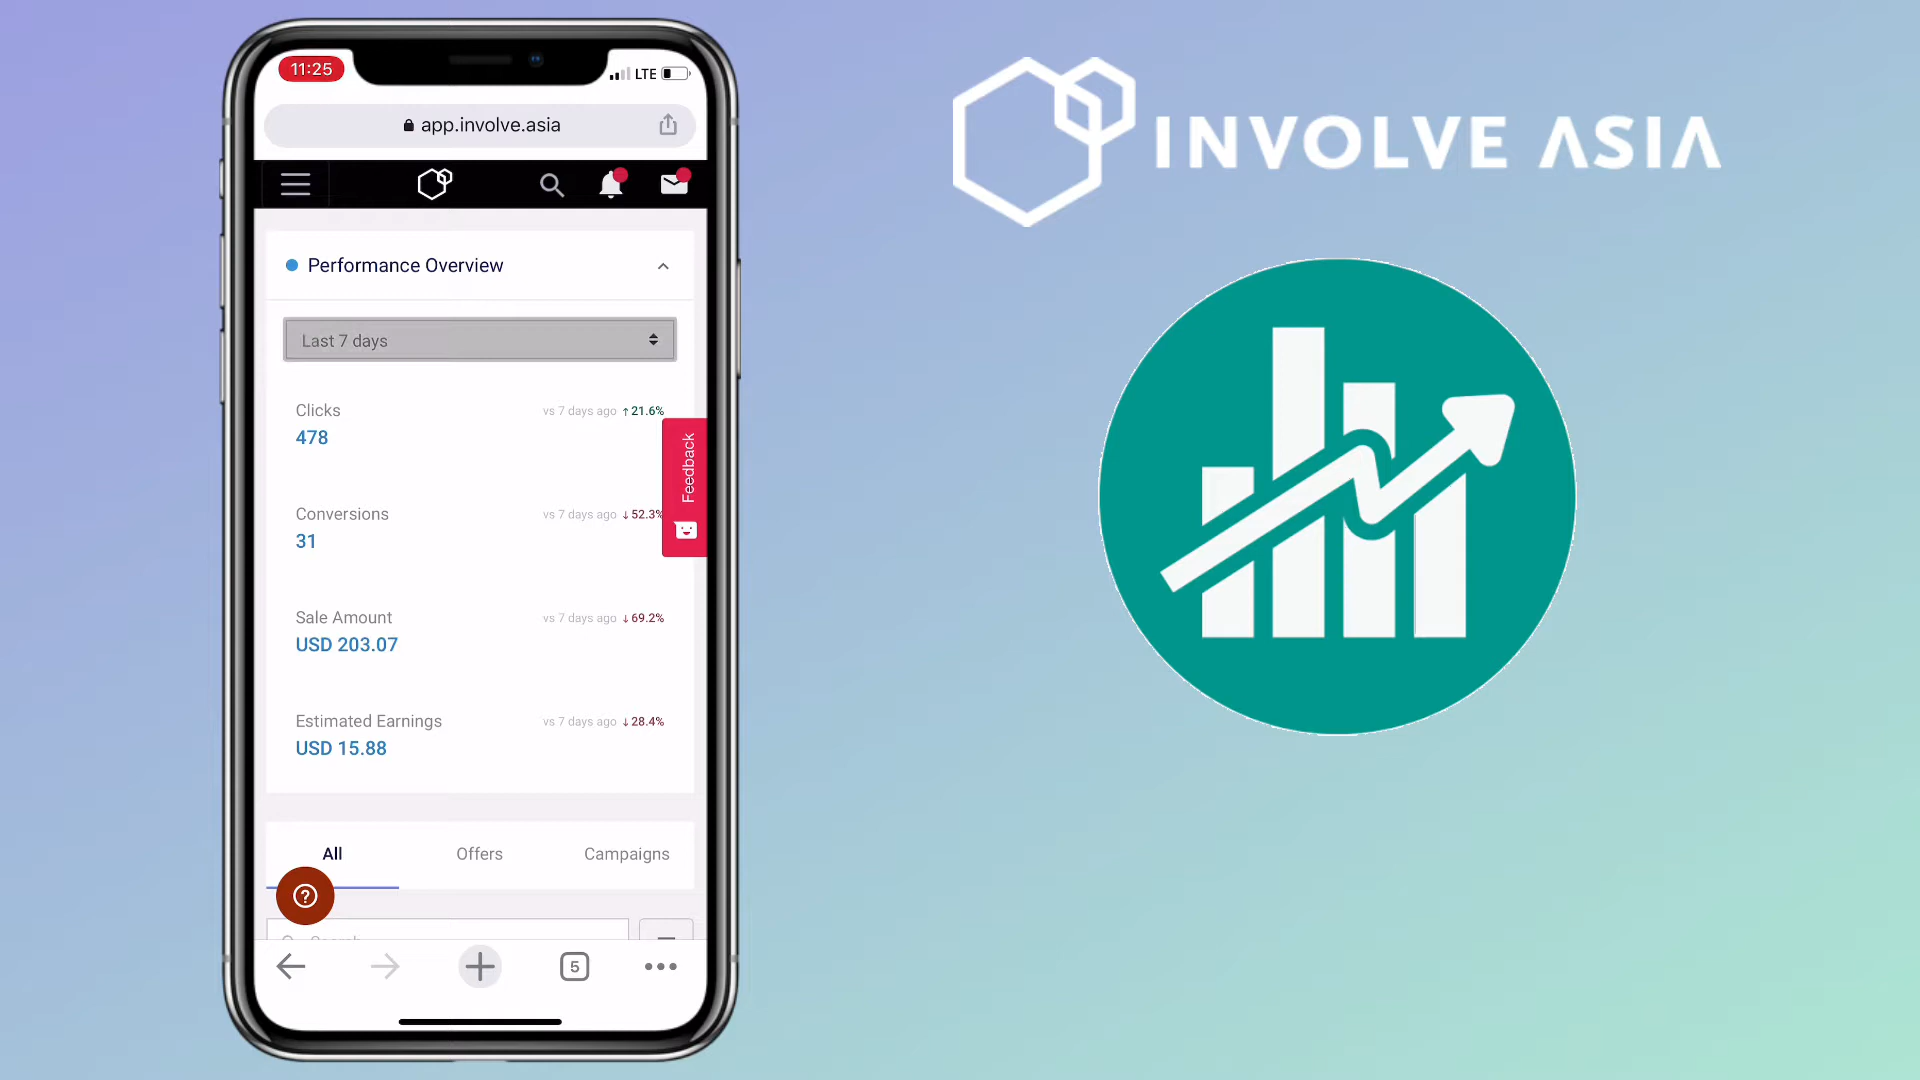 11:25
LTE
app.involve.asia
INVOLVE ASIA
Performance Overview
Last 7 days
Clicks
vs 7 days ago ↑21.6%
478
Feedback
Conversions
vs 7 days ago ↓52.3%
31
Sale Amount
vs 7 days ago ↓69.2%
USD 203.07
Estimated Earnings
vs 7 days ago ↓28.4%
USD 15.88
All
Offers
Campaigns
?
5